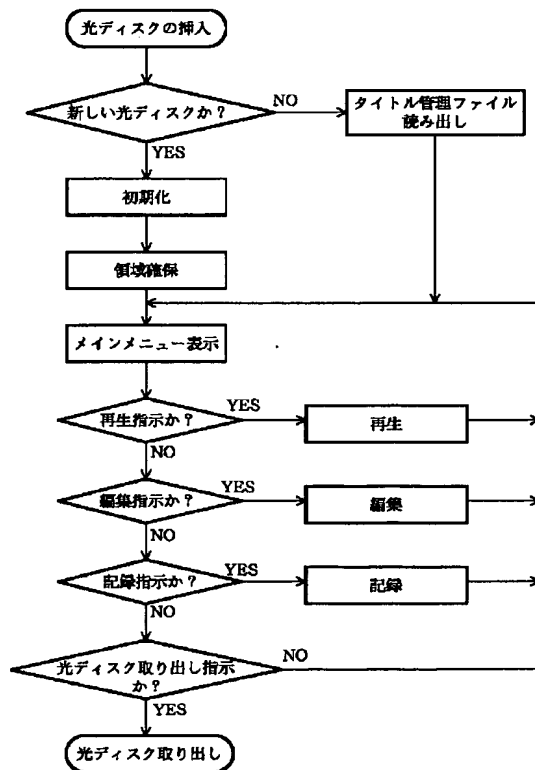 光ディスクの挿入
新しい光ディスクか？
NO
タイトル管理ファイル
読み出し
YES
初期化
領域確保
メインメニュー表示
再生指示か？
YES
再生
NO
編集指示か？
YES
編集
NO
記録指示か？
YES
記録
NO
光ディスク取り出し指示
か？
NO
YES
光ディスク取り出し